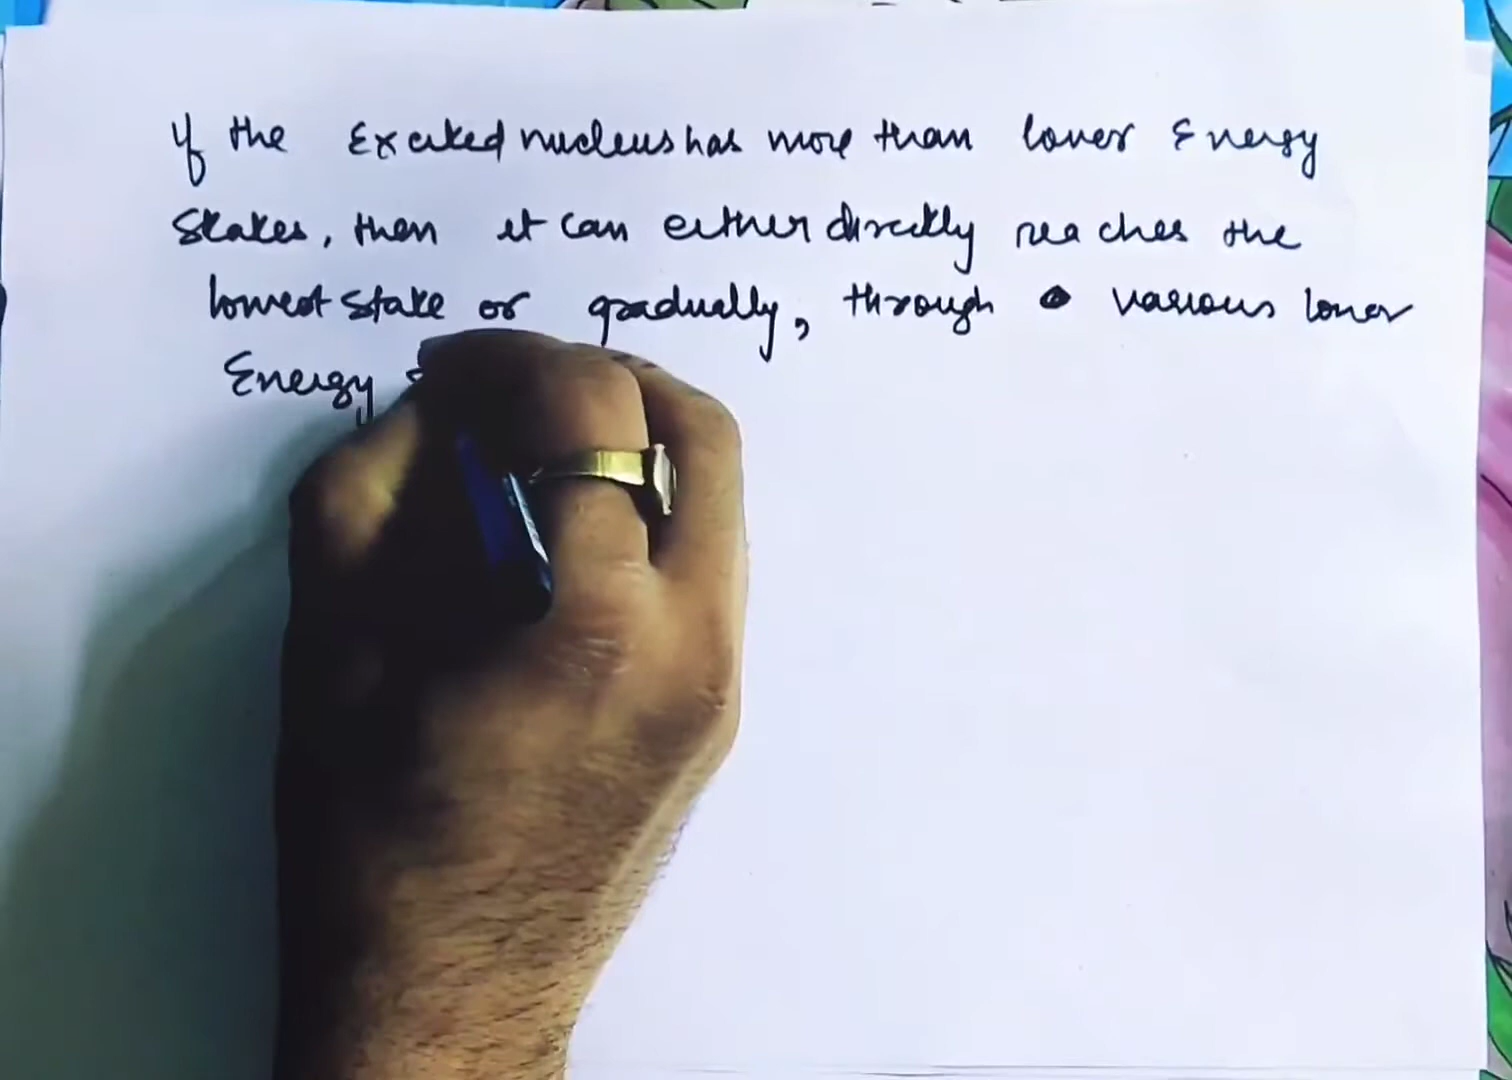 If the Excited nucleus has more than lower Energy
States, then it can either directly reaches the
lowest state or gradually, through various lower
Energy